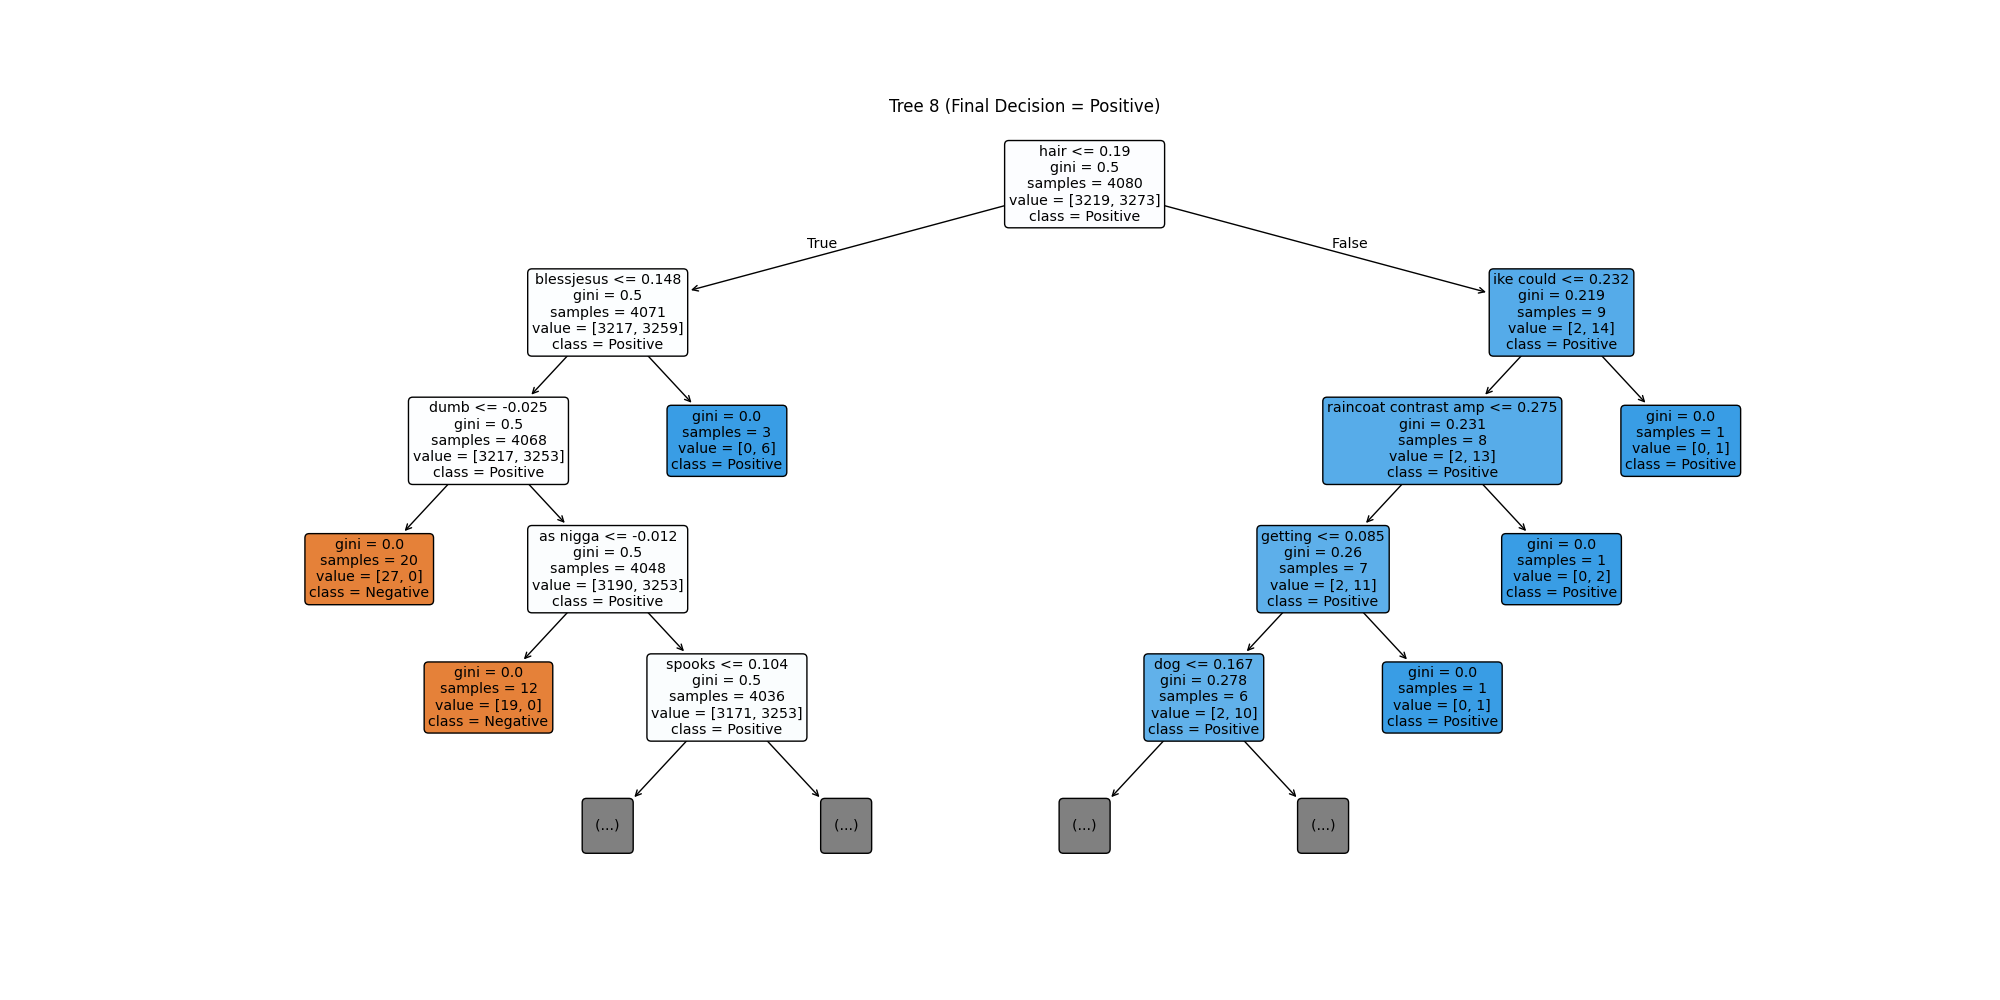 Tree 8 (Final Decision = Positive)
hair <= 0.19
gini = 0.5
samples = 4080
value = [3219, 3273]
class = Positive
True
False
blessjesus <= 0.148
gini = 0.5
samples = 4071
value = [3217, 3259]
class = Positive
ike could <= 0.232
gini = 0.219
samples = 9
value = [2, 14]
class = Positive
dumb <= -0.025
gini = 0.5
samples = 4068
value = [3217, 3253]
class = Positive
gini = 0.0
samples = 3
value = [0, 6]
class = Positive
raincoat contrast amp <= 0.275
gini = 0.231
samples = 8
value = [2, 13]
class = Positive
gini = 0.0
samples = 1
value = [0, 1]
class = Positive
gini = 0.0
samples = 20
value = [27, 0]
class = Negative
as nigga <= -0.012
gini = 0.5
samples = 4048
value = [3190, 3253]
class = Positive
getting <= 0.085
gini = 0.26
samples = 7
value = [2, 11]
class = Positive
gini = 0.0
samples = 1
value = [0, 2]
class = Positive
gini = 0.0
samples = 12
value = [19, 0]
class = Negative
spooks <= 0.104
gini = 0.5
samples = 4036
value = [3171, 3253]
class = Positive
dog <= 0.167
gini = 0.278
samples = 6
value = [2, 10]
class = Positive
gini = 0.0
samples = 1
value = [0, 1]
class = Positive
(...)
(...)
(...)
(...)